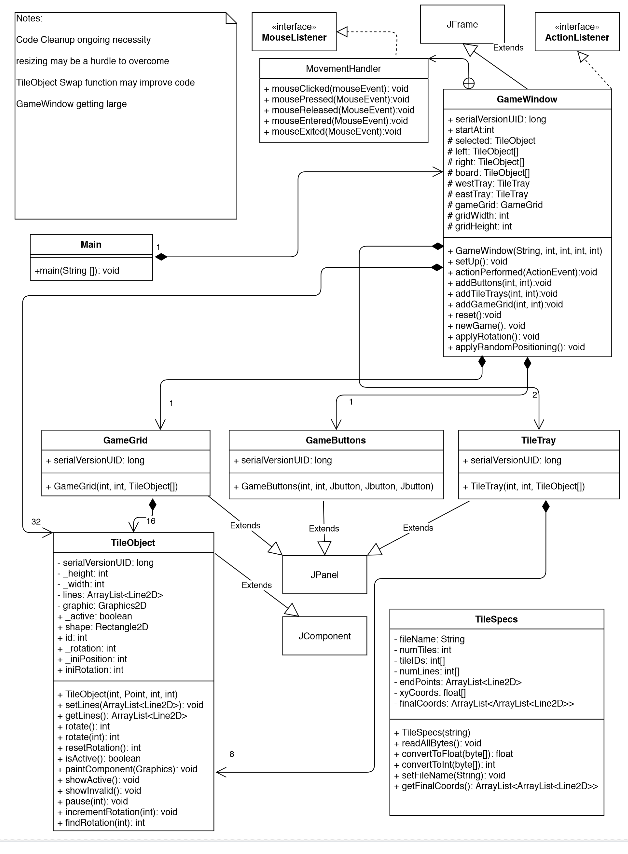 Notes:
Code Cleanup ongoing necessity
resizing may be a hurdle to overcome
TileObject Swap function may improve code
GameWindow getting large
«interface»
MouseListener
JFrame
Extends
«interface»
ActionListener
MovementHandler
+ mouseClicked(mouseEvent): void
+ mousePressed(MouseEvent):void
+ mouseReleased(MouseEvent): void
+ mouseEntered(MouseEvent):void
+ mouseExited(MouseEvent):void
GameWindow
+ serialVersionUID: long
+ startAt:int
# selected: TileObject
# left: TileObject[]
# right: TileObject[]
# board: TileObject[]
# westTray: TileTray
# eastTray: TileTray
# gameGrid: GameGrid
# gridWidth: int
# gridHeight: int
+ GameWindow(String, int, int, int, int)
+ setUp(): void
+ actionPerformed(ActionEvent):void
+ addButtons(int, int):void
+ addTileTrays(int, int):void
+ addGameGrid(int, int):void
+ reset():void
+ newGame(): void
+ applyRotation(): void
+ applyRandomPositioning(): void
Main
+main(String []): void
1
1
1
2
GameGrid
+ serialVersionUID: long
+ GameGrid(int, int, TileObject[])
GameButtons
+ serialVersionUID: long
+ GameButtons(int, int, Jbutton, Jbutton, Jbutton)
TileTray
+ serialVersionUID: long
+ TileTray(int, int, TileObject[])
32
16
Extends
Extends
Extends
TileObject
- serialVersionUID: long
- _height: int
- _width: int
- lines: ArrayList<Line2D>
- graphic: Graphics2D
+ _active: boolean
+ shape: Rectangle2D
+ id: int
+ _rotation: int
+ _iniPosition: int
+ iniRotation: int
+ TileObject(int, Point, int, int)
+ setLines(ArrayList<Line2D>): void
+ getLines(): ArrayList<Line2D>
+ rotate(): int
+ rotate(int): int
+ resetRotation(): int
+ isActive(): boolean
+ paintComponent(Graphics): void
+ showActive(): void
+ showInvalid(): void
+ pause(int): void
+ incrementRotation(int): void
+ findRotation(int): int
Extends
JPanel
JComponent
8
TileSpecs
- fileName: String
- numTiles: int
- tileIDs: int[]
- numLines: int[]
- endPoints: ArrayList<Line2D>
- xyCoords: float[]
finalCoords: ArrayList<ArrayList<Line2D>>
+ TileSpecs(string)
+ readAllBytes(): void
+ convertToFloat(byte[]): float
+ convertToInt(byte[]): int
+ setFileName(String): void
+ getFinalCoords(): ArrayList<ArrayList<Line2D>>